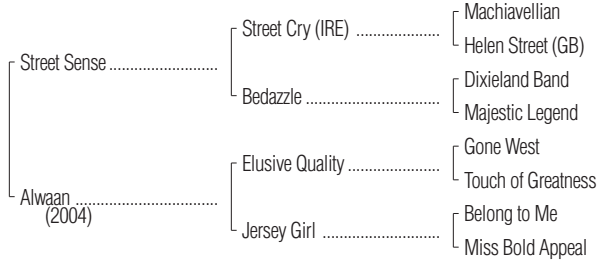 Machiavellian
Street Cry (IRE) ..................
Helen Street (GB)
Street Sense ........................
Dixieland Band
Bedazzle .............................
Majestic Legend
Gone West
Elusive Quality ....................
Touch of Greatness
Alwaan ...............................
(2004)
Belong to Me
Jersey Girl .........................
Miss Bold Appeal